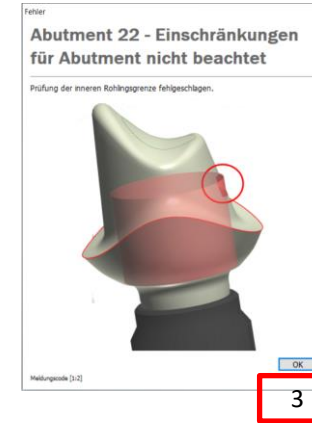 Fehler
Abutment 22 - Einschränkungen
für Abutment nicht beachtet
Prüfung der inneren Rohlingsgrenze fehlgeschlagen.
OK
Meldungscode [1:2]
3